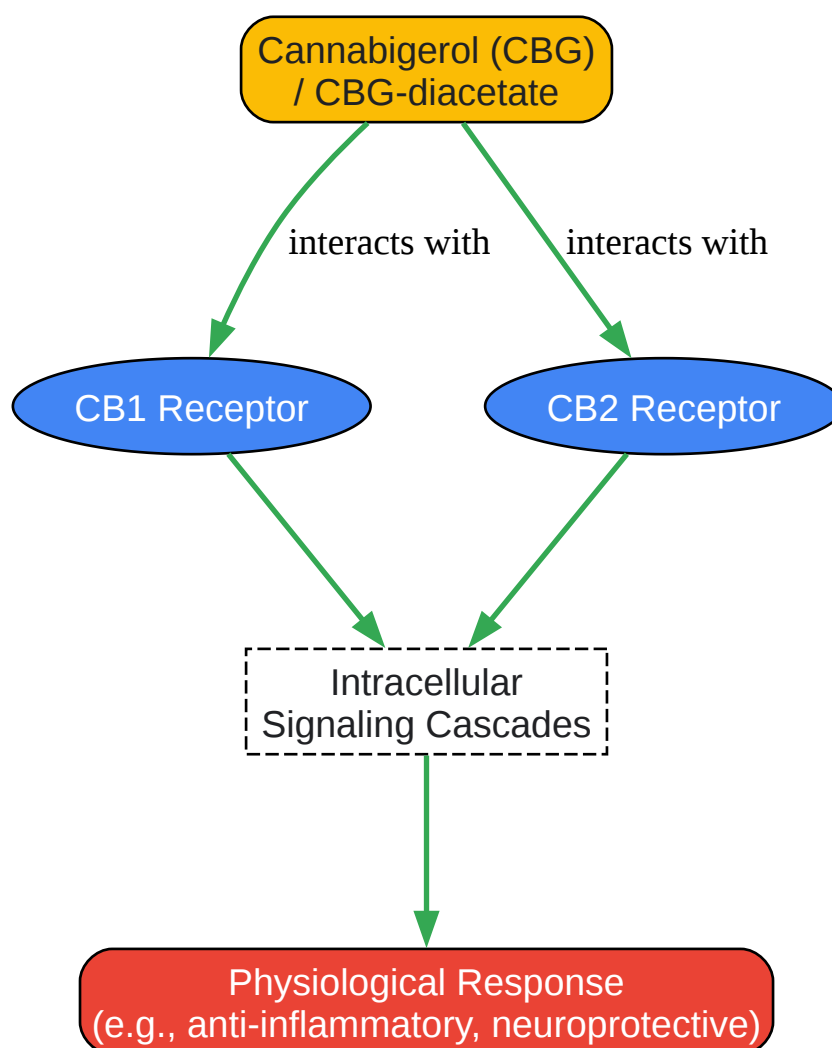 Cannabigerol (CBG)
/ CBG-diacetate
interacts with
interacts with
CB1 Receptor
CB2 Receptor
Intracellular
Signaling Cascades
Physiological Response
(e.g., anti-inflammatory, neuroprotective)